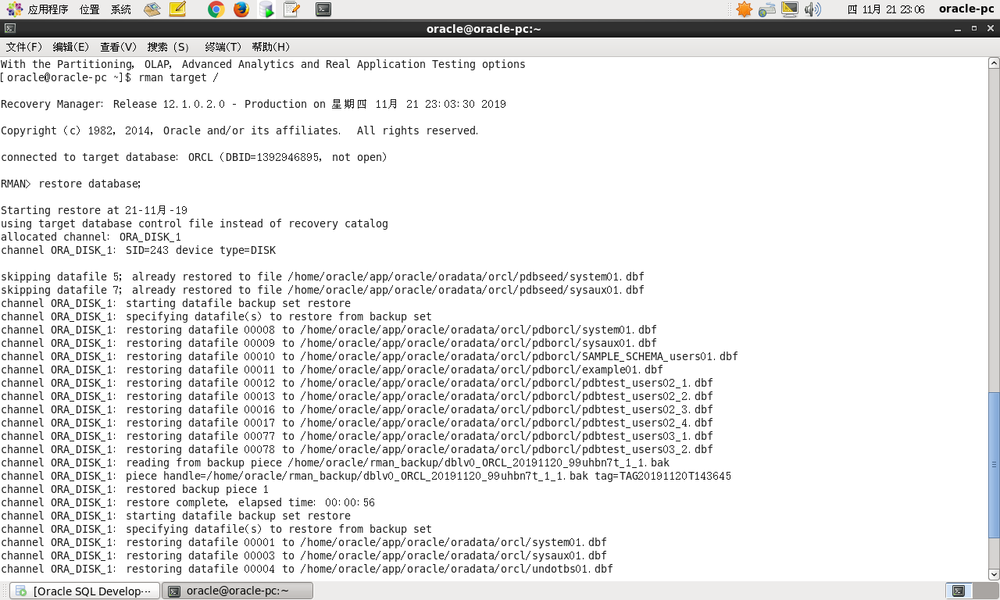 应用程序 位置 系统 四 11月 21 23:06 oracle-pc
oracle@oracle-pc:~
文件(F) 编辑(E) 查看(V) 搜索 (S) 终端(T) 帮助(H)
With the Partitioning, OLAP, Advanced Analytics and Real Application Testing options
[oracle@oracle-pc ~]$ rman target /
Recovery Manager: Release 12.1.0.2.0 - Production on 星期四 11月 21 23:03:30 2019
Copyright (c) 1982, 2014, Oracle and/or its affiliates.  All rights reserved.
connected to target database: ORCL (DBID=1392946895, not open)
RMAN> restore database;
Starting restore at 21-11月-19
using target database control file instead of recovery catalog
allocated channel: ORA_DISK_1
channel ORA_DISK_1: SID=243 device type=DISK
skipping datafile 5; already restored to file /home/oracle/app/oracle/oradata/orcl/pdbseed/system01.dbf
skipping datafile 7; already restored to file /home/oracle/app/oracle/oradata/orcl/pdbseed/sysaux01.dbf
channel ORA_DISK_1: starting datafile backup set restore
channel ORA_DISK_1: specifying datafile(s) to restore from backup set
channel ORA_DISK_1: restoring datafile 00008 to /home/oracle/app/oracle/oradata/orcl/pdborcl/system01.dbf
channel ORA_DISK_1: restoring datafile 00009 to /home/oracle/app/oracle/oradata/orcl/pdborcl/sysaux01.dbf
channel ORA_DISK_1: restoring datafile 00010 to /home/oracle/app/oracle/oradata/orcl/pdborcl/SAMPLE_SCHEMA_users01.dbf
channel ORA_DISK_1: restoring datafile 00011 to /home/oracle/app/oracle/oradata/orcl/pdborcl/example01.dbf
channel ORA_DISK_1: restoring datafile 00012 to /home/oracle/app/oracle/oradata/orcl/pdborcl/pdbtest_users02_1.dbf
channel ORA_DISK_1: restoring datafile 00013 to /home/oracle/app/oracle/oradata/orcl/pdborcl/pdbtest_users02_2.dbf
channel ORA_DISK_1: restoring datafile 00016 to /home/oracle/app/oracle/oradata/orcl/pdborcl/pdbtest_users02_3.dbf
channel ORA_DISK_1: restoring datafile 00017 to /home/oracle/app/oracle/oradata/orcl/pdborcl/pdbtest_users02_4.dbf
channel ORA_DISK_1: restoring datafile 00077 to /home/oracle/app/oracle/oradata/orcl/pdborcl/pdbtest_users03_1.dbf
channel ORA_DISK_1: restoring datafile 00078 to /home/oracle/app/oracle/oradata/orcl/pdborcl/pdbtest_users03_2.dbf
channel ORA_DISK_1: reading from backup piece /home/oracle/rman_backup/dblv0_ORCL_20191120_99uhbn7t_1_1.bak
channel ORA_DISK_1: piece handle=/home/oracle/rman_backup/dblv0_ORCL_20191120_99uhbn7t_1_1.bak tag=TAG20191120T143645
channel ORA_DISK_1: restored backup piece 1
channel ORA_DISK_1: restore complete, elapsed time: 00:00:56
channel ORA_DISK_1: starting datafile backup set restore
channel ORA_DISK_1: specifying datafile(s) to restore from backup set
channel ORA_DISK_1: restoring datafile 00001 to /home/oracle/app/oracle/oradata/orcl/system01.dbf
channel ORA_DISK_1: restoring datafile 00003 to /home/oracle/app/oracle/oradata/orcl/sysaux01.dbf
channel ORA_DISK_1: restoring datafile 00004 to /home/oracle/app/oracle/oradata/orcl/undotbs01.dbf
[Oracle SQL Develop··· oracle@oracle-pc:~